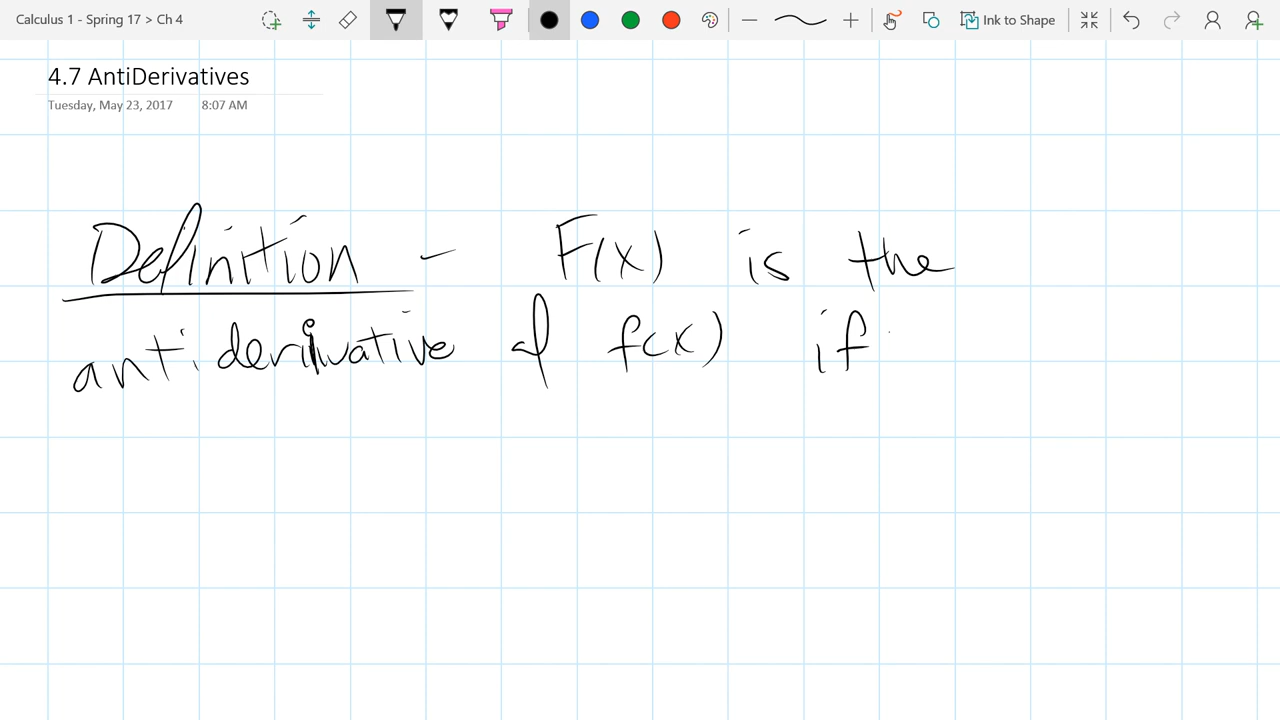 Calculus 1 - Spring 17 > Ch 4
Ink to Shape
4.7 AntiDerivatives
Tuesday, May 23, 2017 8:07 AM
Definition - F(x) is the
antiderivative of f(x) if